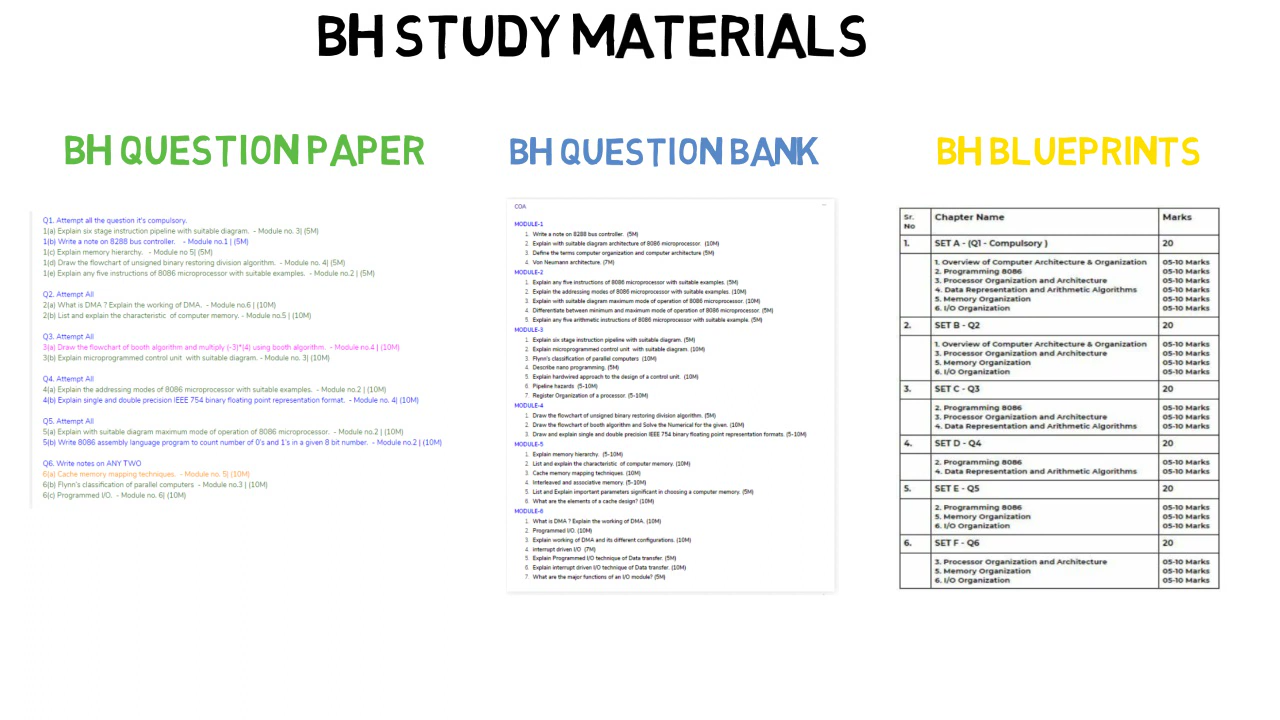 BH STUDY MATERIALS
BH QUESTION PAPER
Q1. Attempt all the question it's compulsory.
1(a) Explain six stage instruction pipeline with suitable diagram. - Module no. 3| (5M)
1(b) Write a note on 8288 bus controller. - Module no.1 | (5M)
1(c) Explain memory hierarchy. - Module no 5| (5M)
1(d) Draw the flowchart of unsigned binary restoring division algorithm. - Module no. 4| (5M)
1(e) Explain any five instructions of 8086 microprocessor with suitable examples. - Module no.2 | (5M)
Q2. Attempt All
2(a) What is DMA ? Explain the working of DMA. - Module no.6 | (10M)
2(b) List and explain the characteristic of computer memory. - Module no.5 | (10M)
Q3. Attempt All
3(a) Draw the flowchart of booth algorithm and multiply (-3)*(4) using booth algorithm. - Module no.4 | (10M)
3(b) Explain microprogrammed control unit with suitable diagram. - Module no. 3| (10M)
Q4. Attempt All
4(a) Explain the addressing modes of 8086 microprocessor with suitable examples. - Module no.2 | (10M)
4(b) Explain single and double precision IEEE 754 binary floating point representation format. - Module no. 4| (10M)
Q5. Attempt All
5(a) Explain with suitable diagram maximum mode of operation of 8086 microprocessor. - Module no.2 | (10M)
5(b) Write 8086 assembly language program to count number of 0's and 1's in a given 8 bit number. - Module no.2 | (10M)
Q6. Write notes on ANY TWO
6(a) Cache memory mapping techniques. - Module no. 5| (10M)
6(b) Flynn's classification of parallel computers - Module no.3 | (10M)
6(c) Programmed I/O. - Module no. 6| (10M)
BH QUESTION BANK
COA
MODULE-1
1. Write a note on 8288 bus controller. (5M)
2. Explain with suitable diagram architecture of 8086 microprocessor. (10M)
3. Define the terms computer organization and computer architecture (5M)
4. Von Neumann architecture. (7M)
MODULE-2
1. Explain any five instructions of 8086 microprocessor with suitable examples. (5M)
2. Explain the addressing modes of 8086 microprocessor with suitable examples. (10M)
3. Explain with suitable diagram maximum mode of operation of 8086 microprocessor. (10M)
4. Differentiate between minimum and maximum mode of operation of 8086 microprocessor. (5M)
5. Explain any five arithmetic instructions of 8086 microprocessor with suitable example. (5M)
MODULE-3
1. Explain six stage instruction pipeline with suitable diagram. (5M)
2. Explain microprogrammed control unit with suitable diagram. (10M)
3. Flynn's classification of parallel computers (10M)
4. Describe nano programming. (5M)
5. Explain hardwired approach to the design of a control unit. (10M)
6. Pipeline hazards (5-10M)
7. Register Organization of a processor. (5-10M)
MODULE-4
1. Draw the flowchart of unsigned binary restoring division algorithm. (5M)
2. Draw the flowchart of booth algorithm and Solve the Numerical for the given. (10M)
3. Draw and explain single and double precision IEEE 754 binary floating point representation formats. (5-10M)
MODULE-5
1. Explain memory hierarchy. (5-10M)
2. List and explain the characteristic of computer memory. (10M)
3. Cache memory mapping techniques. (10M)
4. Interleaved and associative memory. (5-10M)
5. List and Explain important parameters significant in choosing a computer memory. (5M)
6. What are the elements of a cache design? (10M)
MODULE-6
1. What is DMA ? Explain the working of DMA. (10M)
2. Programmed I/O. (10M)
3. Explain working of DMA and its different configurations. (10M)
4. interrupt driven I/O (7M)
5. Explain Programmed I/O technique of Data transfer. (5M)
6. Explain interrupt driven I/O technique of Data transfer. (10M)
7. What are the major functions of an I/O module? (5M)
BH BLUEPRINTS
Sr. No Chapter Name Marks
1. SET A - (Q1 - Compulsory ) 20
1. Overview of Computer Architecture & Organization 05-10 Marks
2. Programming 8086 05-10 Marks
3. Processor Organization and Architecture 05-10 Marks
4. Data Representation and Arithmetic Algorithms 05-10 Marks
5. Memory Organization 05-10 Marks
6. I/O Organization 05-10 Marks
2. SET B - Q2 20
1. Overview of Computer Architecture & Organization 05-10 Marks
3. Processor Organization and Architecture 05-10 Marks
5. Memory Organization 05-10 Marks
6. I/O Organization 05-10 Marks
3. SET C - Q3 20
2. Programming 8086 05-10 Marks
3. Processor Organization and Architecture 05-10 Marks
4. Data Representation and Arithmetic Algorithms 05-10 Marks
4. SET D - Q4 20
2. Programming 8086 05-10 Marks
4. Data Representation and Arithmetic Algorithms 05-10 Marks
5. SET E - Q5 20
2. Programming 8086 05-10 Marks
5. Memory Organization 05-10 Marks
6. I/O Organization 05-10 Marks
6. SET F - Q6 20
3. Processor Organization and Architecture 05-10 Marks
5. Memory Organization 05-10 Marks
6. I/O Organization 05-10 Marks